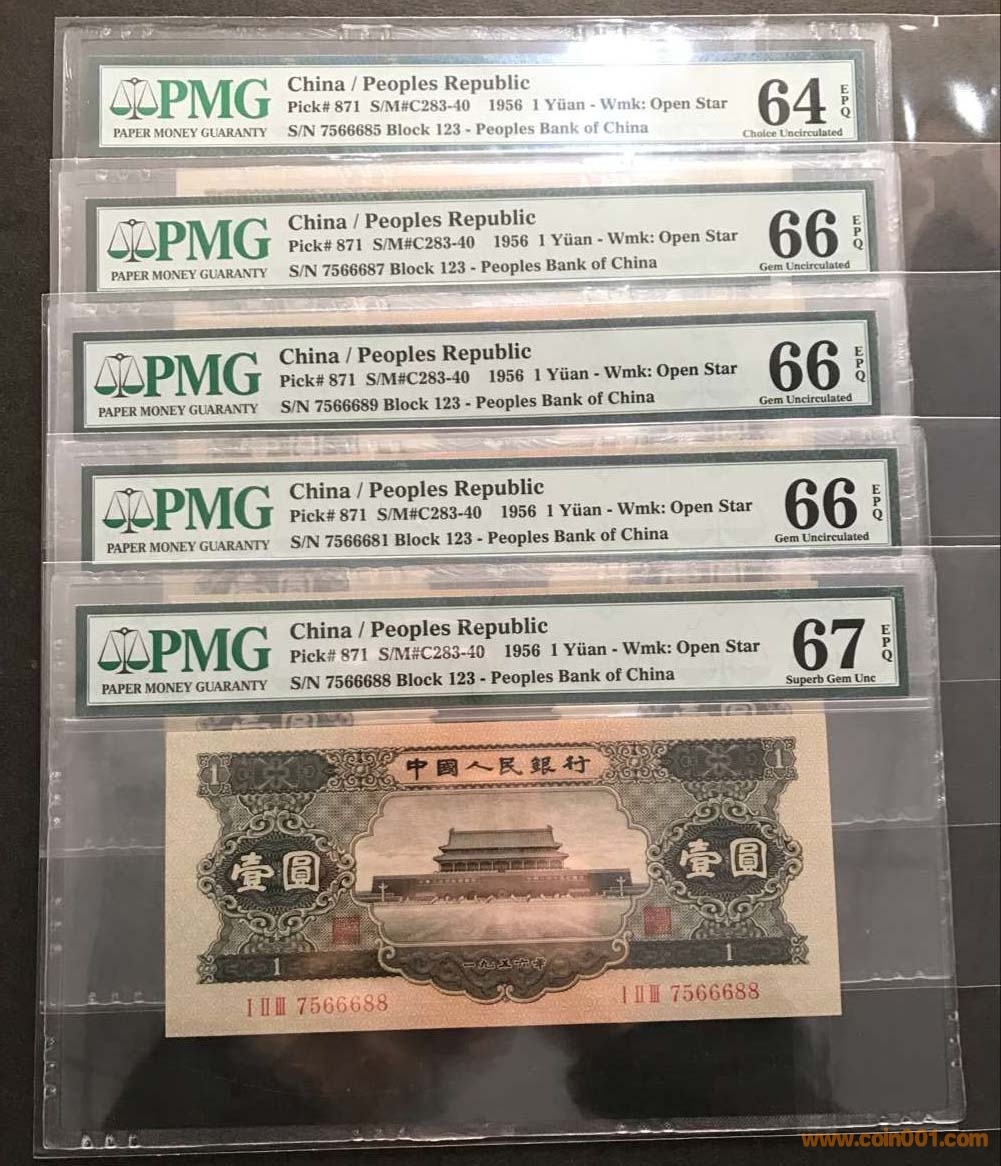 PMG
PAPER MONEY GUARANTY
China / Peoples Republic
Pick# 871 S/M#C283-40 1956 1 Yüan - Wmk: Open Star
S/N 7566685 Block 123 - Peoples Bank of China
64
EPQ
Choice Uncirculated
PMG
PAPER MONEY GUARANTY
China / Peoples Republic
Pick# 871 S/M#C283-40 1956 1 Yüan - Wmk: Open Star
S/N 7566687 Block 123 - Peoples Bank of China
66
EPQ
Gem Uncirculated
PMG
PAPER MONEY GUARANTY
China / Peoples Republic
Pick# 871 S/M#C283-40 1956 1 Yüan - Wmk: Open Star
S/N 7566689 Block 123 - Peoples Bank of China
66
EPQ
Gem Uncirculated
PMG
PAPER MONEY GUARANTY
China / Peoples Republic
Pick# 871 S/M#C283-40 1956 1 Yüan - Wmk: Open Star
S/N 7566681 Block 123 - Peoples Bank of China
66
EPQ
Gem Uncirculated
PMG
PAPER MONEY GUARANTY
China / Peoples Republic
Pick# 871 S/M#C283-40 1956 1 Yüan - Wmk: Open Star
S/N 7566688 Block 123 - Peoples Bank of China
67
EPQ
Superb Gem Unc
1 中國人民銀行 1
壹圓 壹圓
1 一九五六年 1
I II III 7566688 I II III 7566688
www.coin001.com